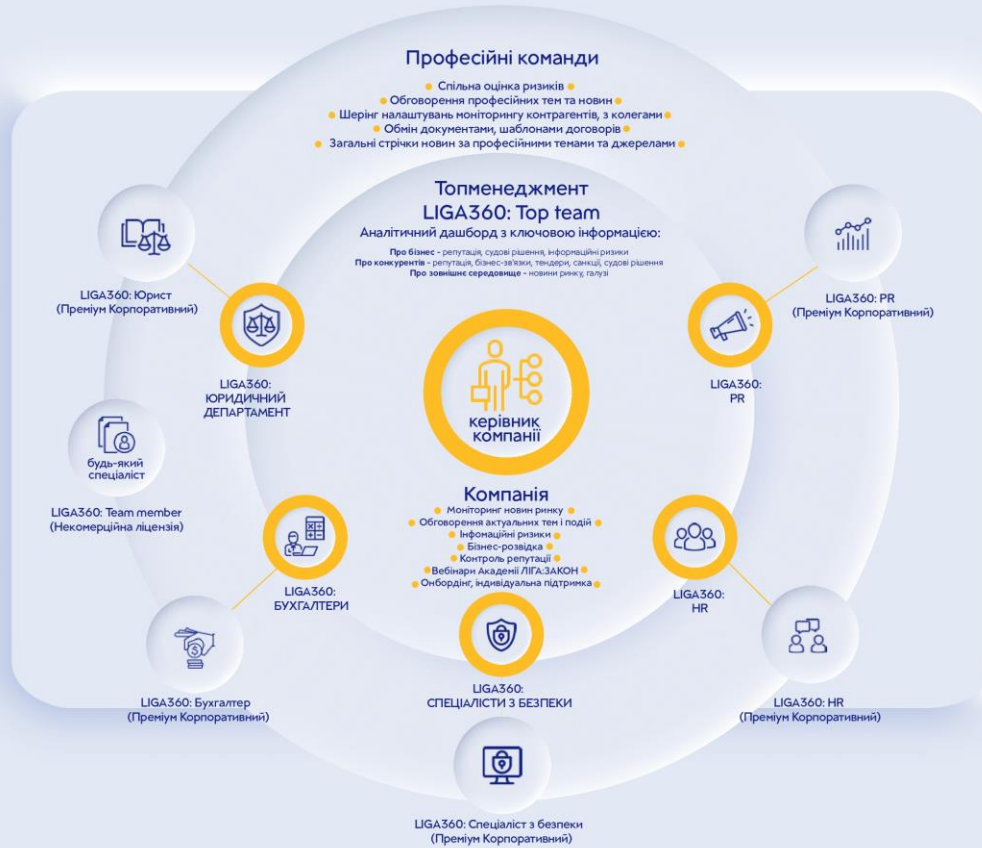 Професійні команди
Спільна оцінка ризиків
Обговорення професійних тем та новин
Шерінг налаштувань моніторингу контрагентів, з колегами
Обмін документами, шаблонами договорів
Загальні стрічки новин за професійними темами та джерелами
Топменеджмент
LIGA360: Top team
Аналітичний дашборд з ключовою інформацією:
Про бізнес - репутація, судові рішення, інформаційні ризики
Про конкурентів - репутація, бізнес-зв'язки, тендери, санкції, судові рішення
Про зовнішнє середовище - новини ринку, галузі
LIGA360: Юрист
(Преміум Корпоративний)
LIGA360: PR
(Преміум Корпоративний)
LIGA360:
ЮРИДИЧНИЙ
ДЕПАРТАМЕНТ
LIGA360:
PR
керівник
компанії
будь-який
спеціаліст
LIGA360: Team member
(Некомерційна ліцензія)
Компанія
Моніторинг новин ринку
Обговорення актуальних тем і подій
Інфомаційні ризики
Бізнес-розвідка
Контроль репутації
Вебінари Академії ЛІГА:ЗАКОН
Онбордінг, індивідуальна підтримка
LIGA360:
БУХГАЛТЕРИ
LIGA360:
HR
LIGA360:
СПЕЦІАЛІСТИ З БЕЗПЕКИ
LIGA360: Бухгалтер
(Преміум Корпоративний)
LIGA360: HR
(Преміум Корпоративний)
LIGA360: Спеціаліст з безпеки
(Преміум Корпоративний)